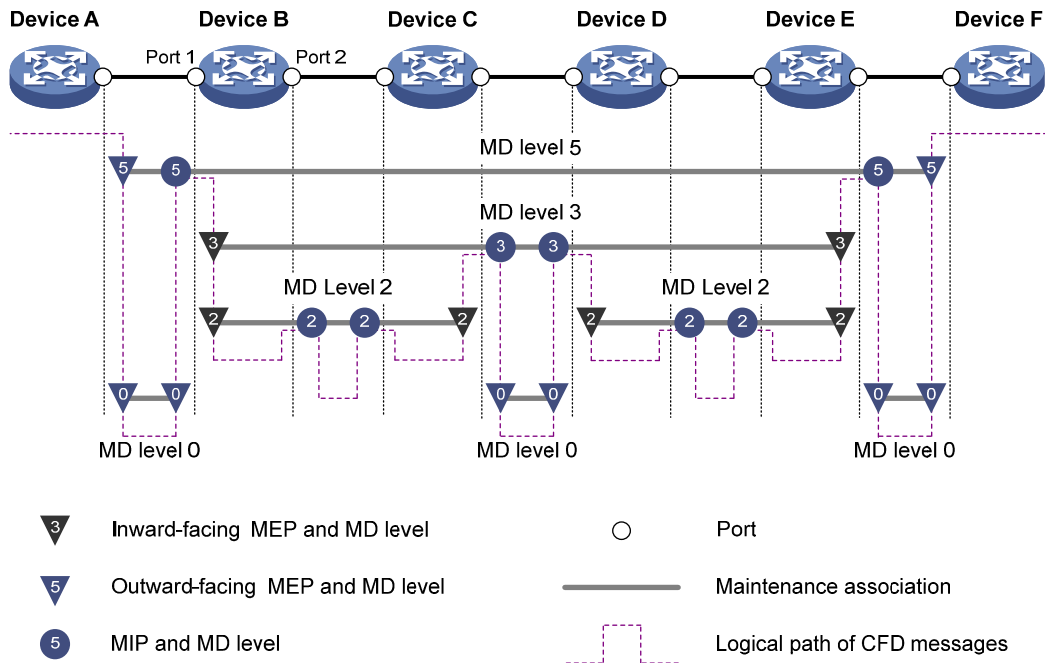 Device A
Device B
Device C
Device D
Device E
Device F
Port 1
Port 2
MD level 5
5
5
5
5
MD level 3
3
3
3
3
MD Level 2
MD Level 2
2
2
2
2
2
2
2
2
0
0
0
0
0
0
MD level 0
MD level 0
MD level 0
3
Inward-facing MEP and MD level
Port
5
Outward-facing MEP and MD level
Maintenance association
5
MIP and MD level
Logical path of CFD messages